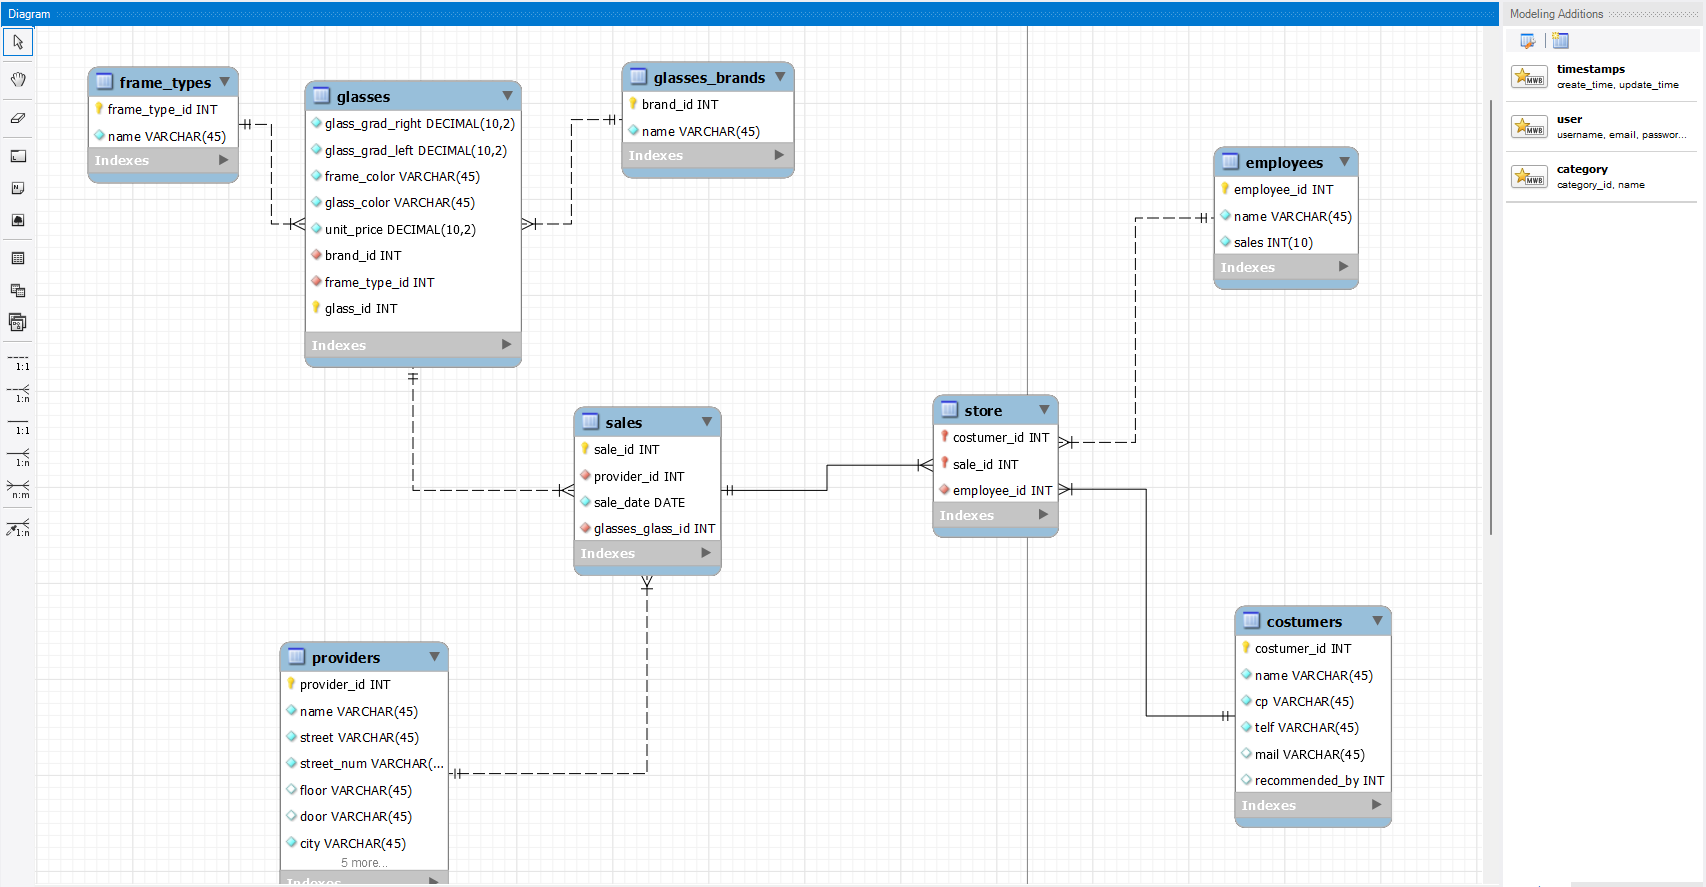 Diagram
Modeling Additions
timestamps
create_time, update_time
user
username, email, passwor...
category
category_id, name
1:1
1:n
1:1
1:n
n:m
1:n
frame_types
frame_type_id INT
name VARCHAR(45)
Indexes
glasses
glass_grad_right DECIMAL(10,2)
glass_grad_left DECIMAL(10,2)
frame_color VARCHAR(45)
glass_color VARCHAR(45)
unit_price DECIMAL(10,2)
brand_id INT
frame_type_id INT
glass_id INT
Indexes
glasses_brands
brand_id INT
name VARCHAR(45)
Indexes
employees
employee_id INT
name VARCHAR(45)
sales INT(10)
Indexes
sales
sale_id INT
provider_id INT
sale_date DATE
glasses_glass_id INT
Indexes
store
costumer_id INT
sale_id INT
employee_id INT
Indexes
providers
provider_id INT
name VARCHAR(45)
street VARCHAR(45)
street_num VARCHAR(...
floor VARCHAR(45)
door VARCHAR(45)
city VARCHAR(45)
5 more...
Indexes
costumers
costumer_id INT
name VARCHAR(45)
cp VARCHAR(45)
telf VARCHAR(45)
mail VARCHAR(45)
recommended_by INT
Indexes